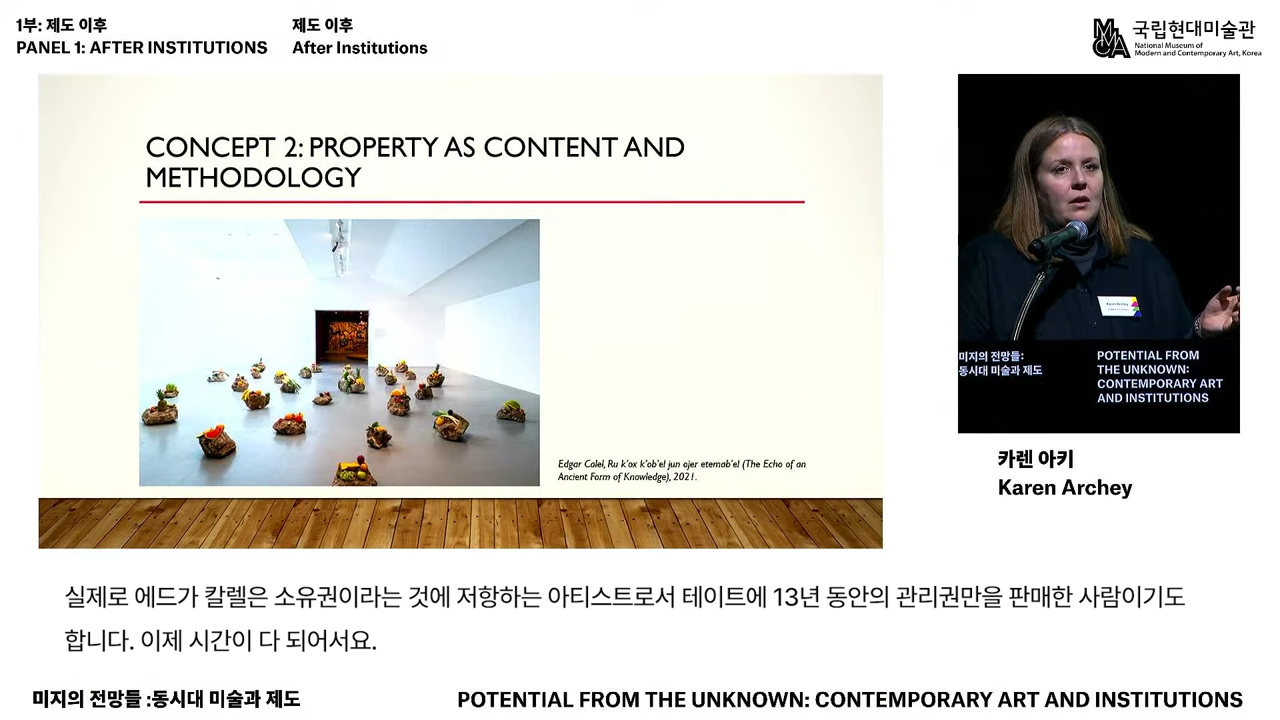 1부: 제도 이후
PANEL 1: AFTER INSTITUTIONS
제도 이후
After Institutions
MMCA
국립현대미술관
National Museum of
Modern and Contemporary Art, Korea
CONCEPT 2: PROPERTY AS CONTENT AND
METHODOLOGY
Edgar Calel, Ru k'ox k'ob'el jun ojer etemab'el (The Echo of an
Ancient Form of Knowledge), 2021.
Karen Archey
미지의 전망들:
동시대 미술과 제도
POTENTIAL FROM
THE UNKNOWN:
CONTEMPORARY ART
AND INSTITUTIONS
카렌 아키
Karen Archey
실제로 에드가 칼렐은 소유권이라는 것에 저항하는 아티스트로서 테이트에 13년 동안의 관리권만을 판매한 사람이기도
합니다. 이제 시간이 다 되어서요.
미지의 전망들 :동시대 미술과 제도
POTENTIAL FROM THE UNKNOWN: CONTEMPORARY ART AND INSTITUTIONS